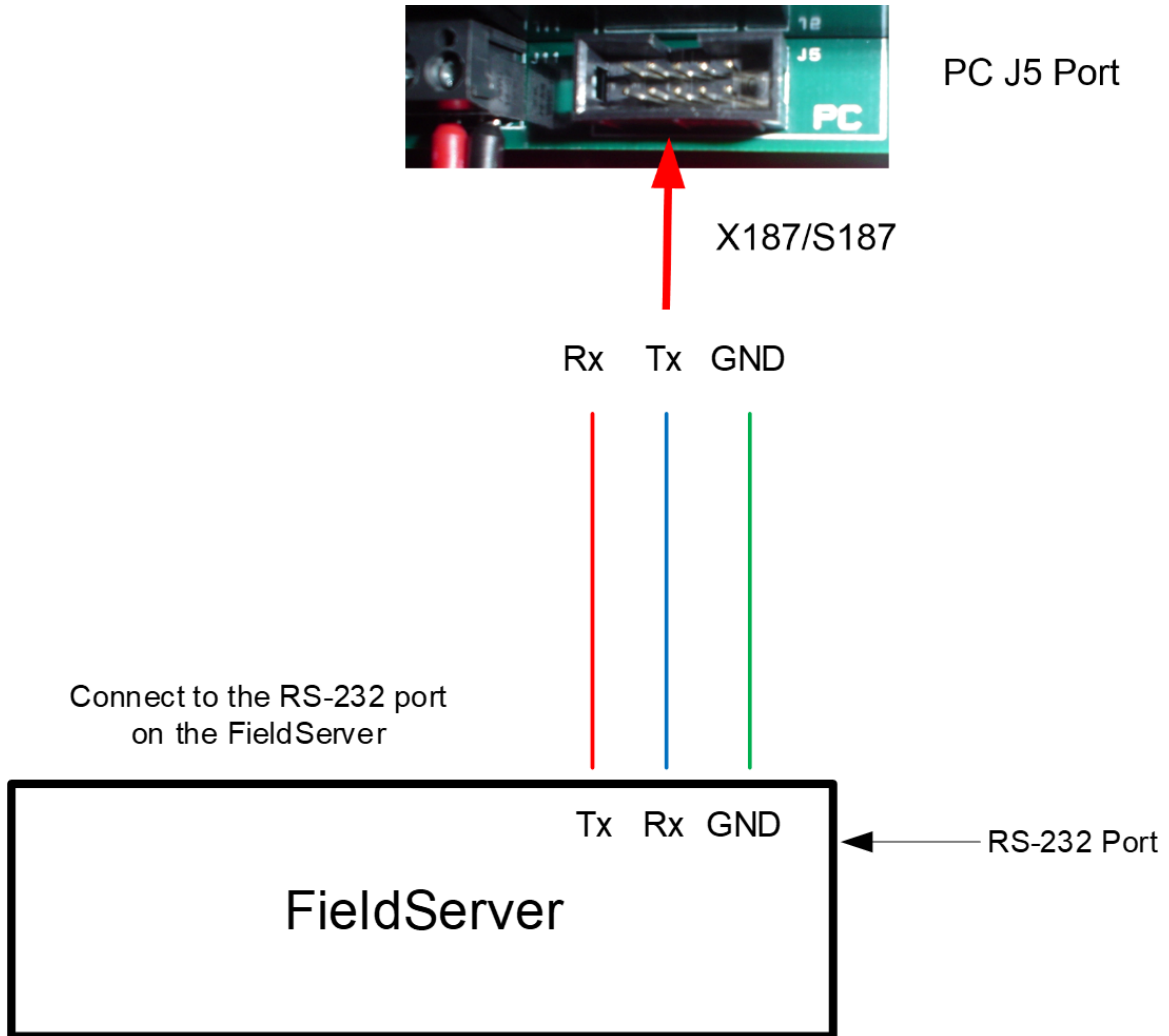 J5
PC
PC J5 Port
X187/S187
Rx Tx GND
Connect to the RS-232 port
on the FieldServer
Tx Rx GND
RS-232 Port
FieldServer